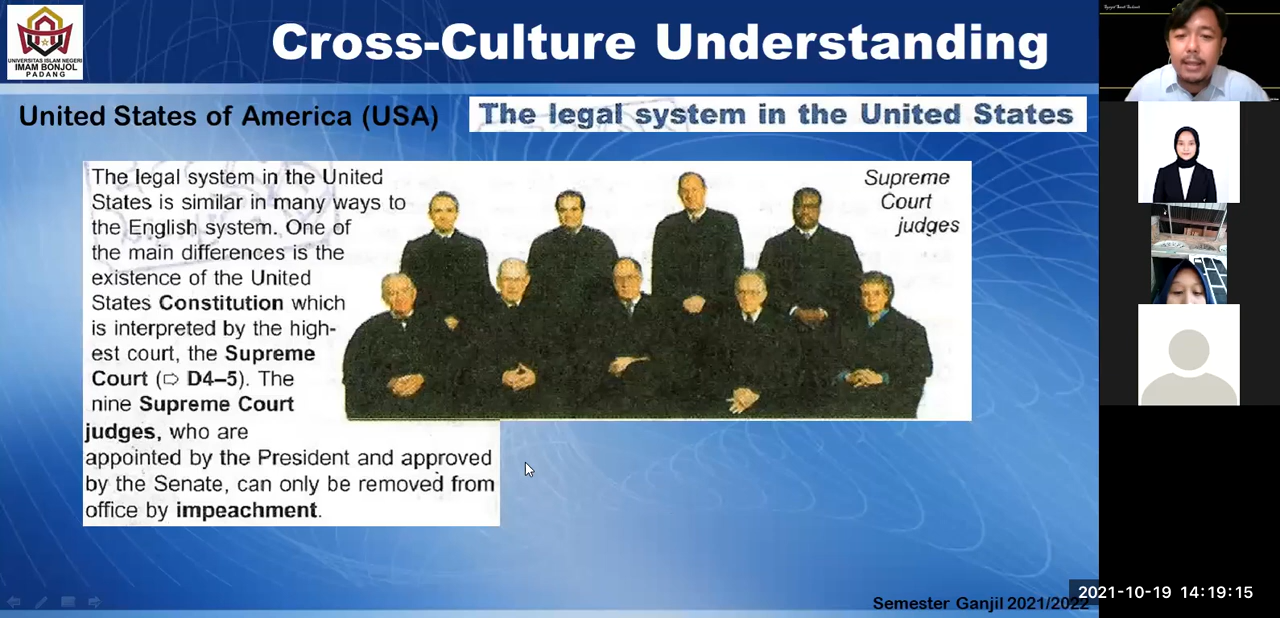 UNIVERSITAS ISLAM NEGERI
IMAM BONJOL
PADANG
Cross-Culture Understanding
United States of America (USA)
The legal system in the United States
The legal system in the United
States is similar in many ways to
the English system. One of
the main differences is the
existence of the United
States Constitution which
is interpreted by the high-
est court, the Supreme
Court (⇨ D4–5). The
nine Supreme Court
judges, who are
appointed by the President and approved
by the Senate, can only be removed from
office by impeachment.
Supreme
Court
judges
Semester Ganjil 2021/2022
2021-10-19 14:19:15